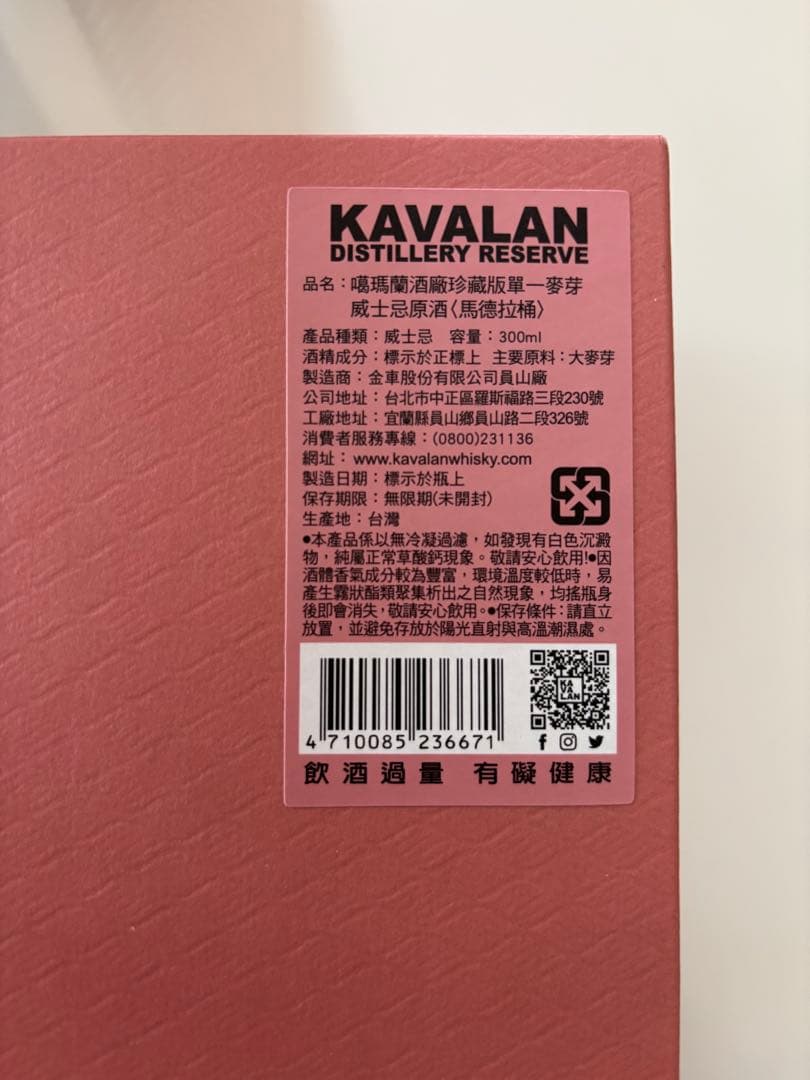 KAVALAN
DISTILLERY RESERVE
品名：噶瑪蘭酒廠珍藏版單一麥芽
威士忌原酒〈馬德拉桶〉
產品種類：威士忌　容量：300ml
酒精成分：標示於正標上　主要原料：大麥芽
製造商：金車股份有限公司員山廠
公司地址：台北市中正區羅斯福路三段230號
工廠地址：宜蘭縣員山鄉員山路二段326號
消費者服務專線：(0800)231136
網址：www.kavalanwhisky.com
製造日期：標示於瓶上
保存期限：無限期(未開封)
生產地：台灣
●本產品係以無冷凝過濾，如發現有白色沉澱
物，純屬正常草酸鈣現象。敬請安心飲用!●因
酒體香氣成分較為豐富，環境溫度較低時，易
產生霧狀酯類聚集析出之自然現象，均搖瓶身
後即會消失，敬請安心飲用。●保存條件：請直立
放置，並避免存放於陽光直射與高溫潮濕處。
KA
VA
LAN
4 710085 236671
飲酒過量 有礙健康